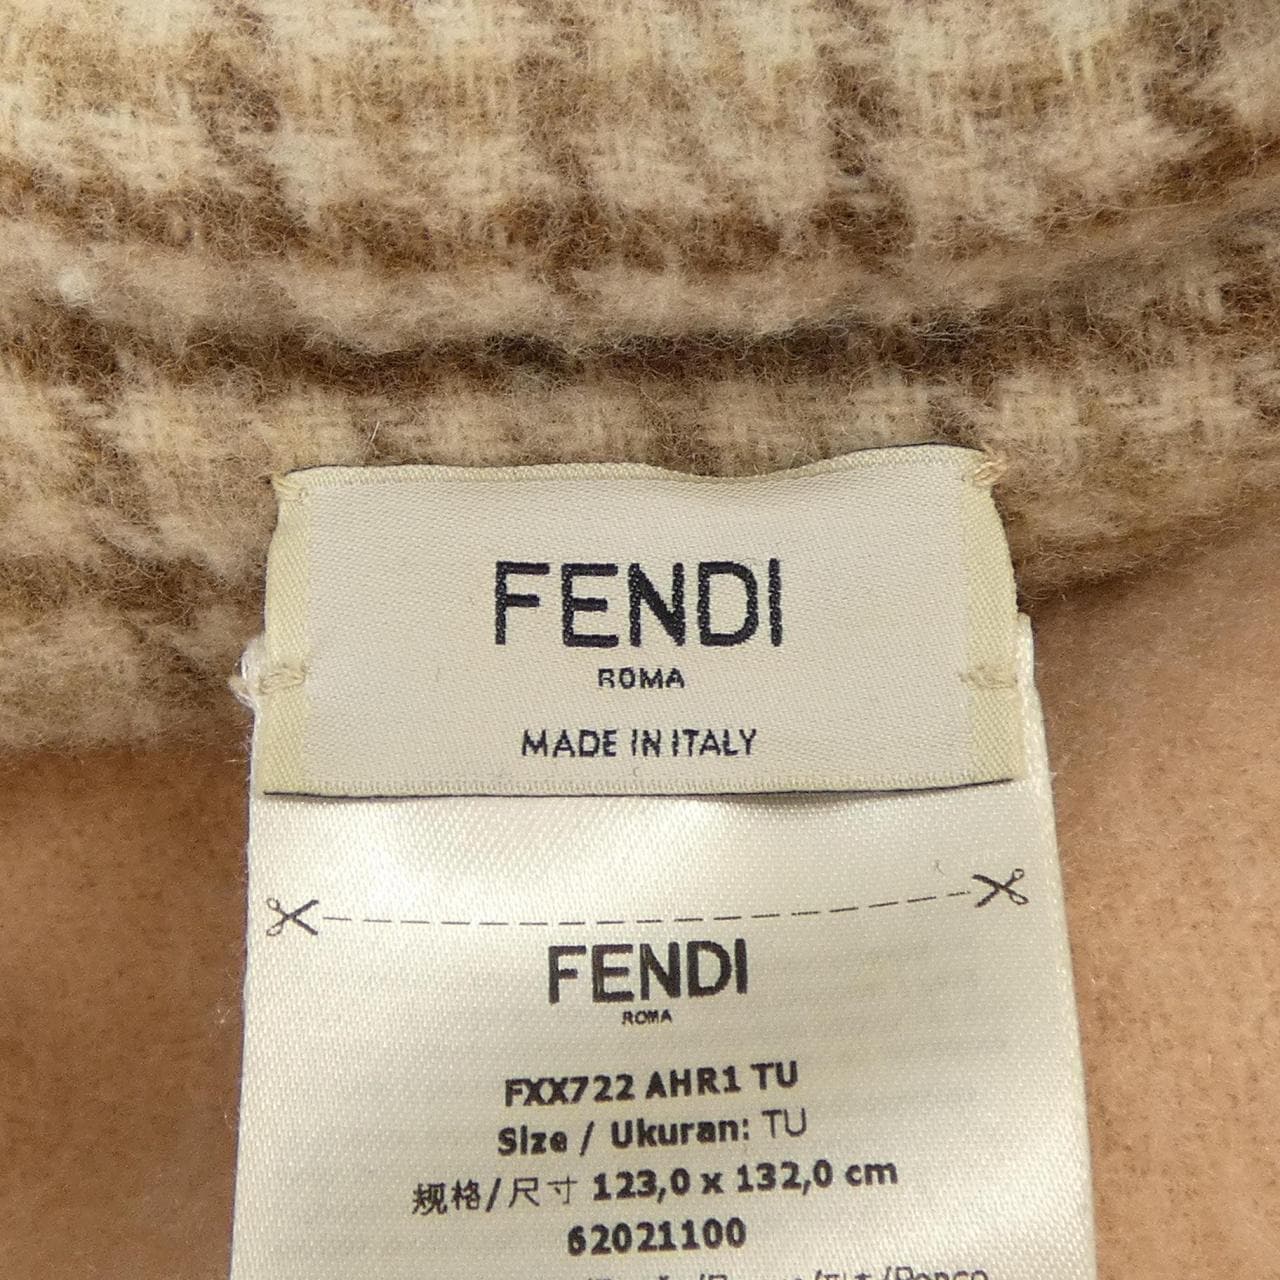 FENDI
ROMA
MADE IN ITALY
FENDI
ROMA
FXX722 AHR1 TU
Size / Ukuran: TU
规格/尺寸 123,0 x 132,0 cm
62021100